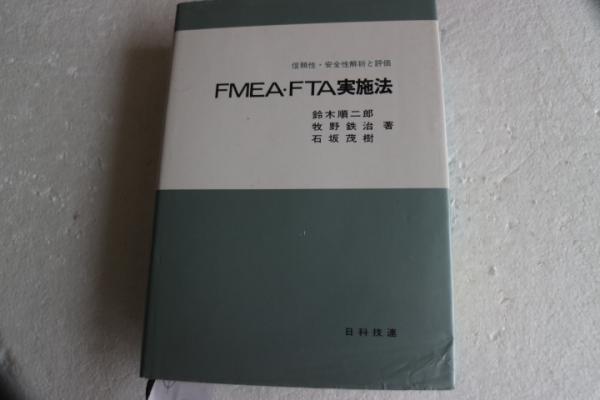 信頼性・安全性解析と評価
FMEA·FTA実施法
鈴木順二郎
牧野鉄治 著
石坂茂樹
日科技連